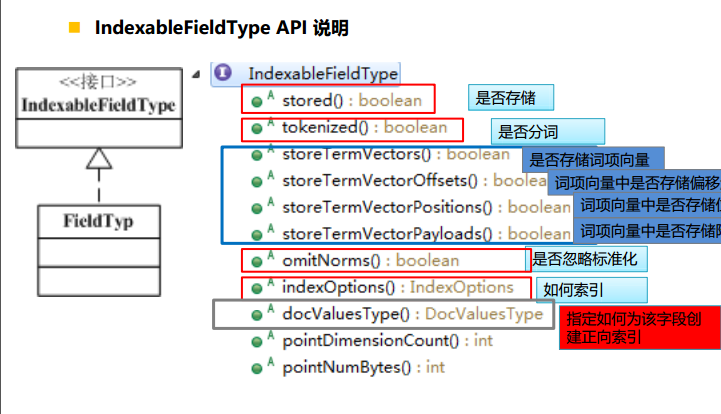 IndexableFieldType API 说明
<<接口>>
IndexableFieldType
FieldTyp
IndexableFieldType
stored() : boolean
是否存储
tokenized() : boolean
是否分词
storeTermVectors() : boolean
是否存储词项向量
storeTermVectorOffsets() : boolean
词项向量中是否存储偏移
storeTermVectorPositions() : boolean
词项向量中是否存储位
storeTermVectorPayloads() : boolean
词项向量中是否存储附
omitNorms() : boolean
是否忽略标准化
indexOptions() : IndexOptions
如何索引
docValuesType() : DocValuesType
指定如何为该字段创
建正向索引
pointDimensionCount() : int
pointNumBytes() : int